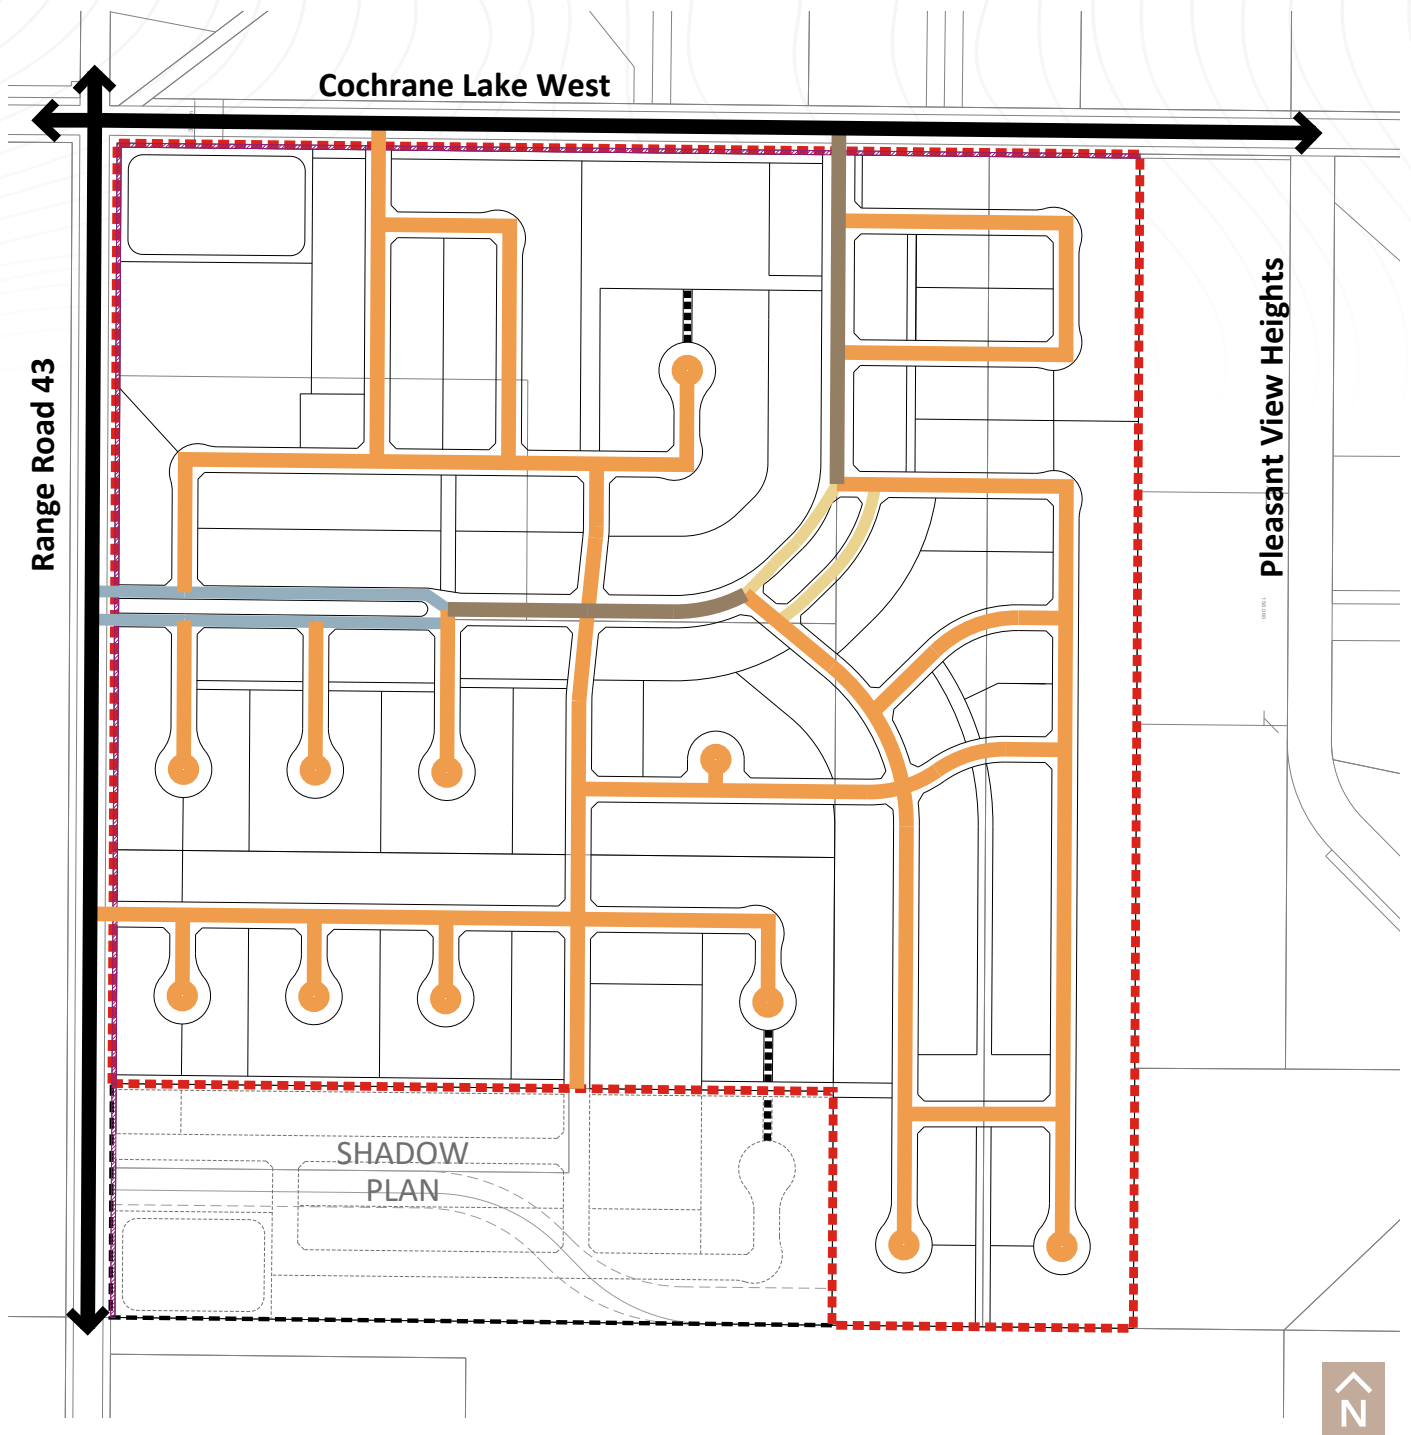 Cochrane Lake West
Range Road 43
Pleasant View Heights
SHADOW
PLAN
N